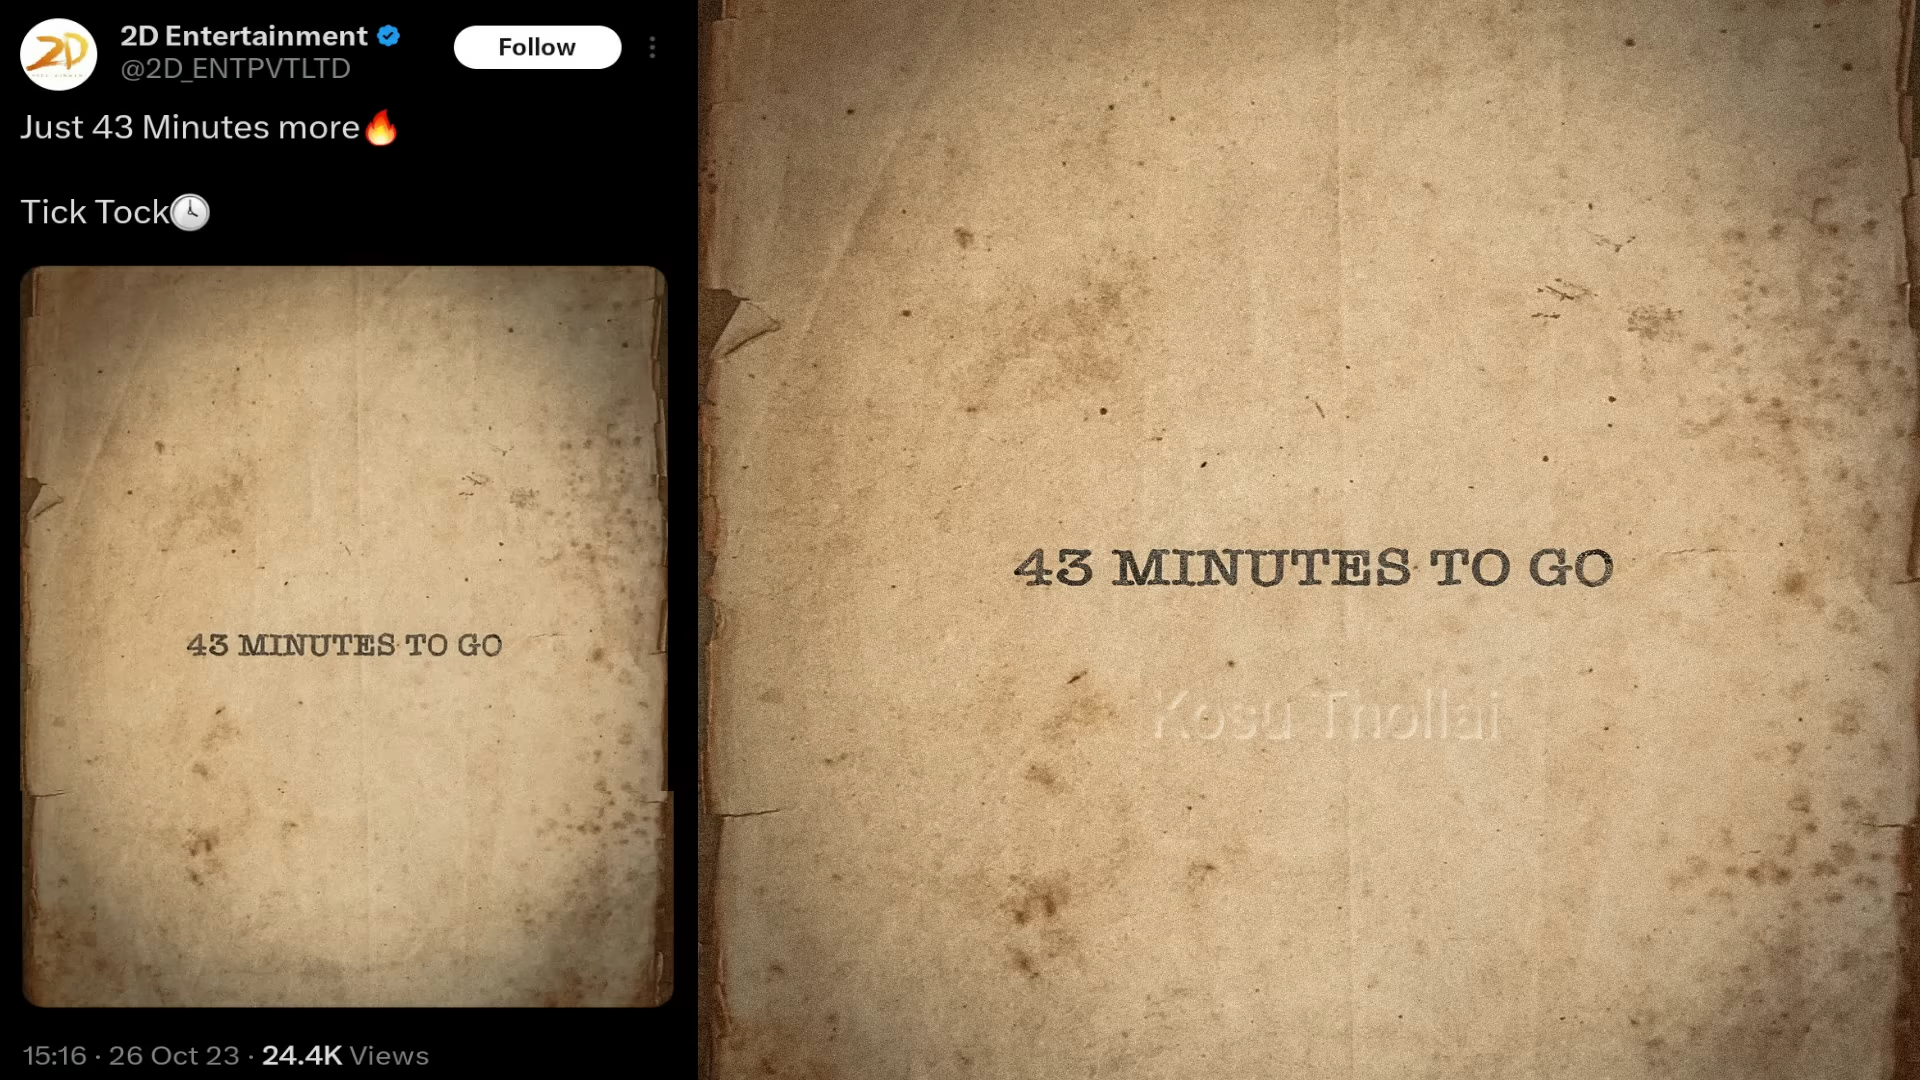 2D
2D Entertainment
@2D_ENTPVTLTD
Follow
Just 43 Minutes more🔥
Tick Tock🕓
43 MINUTES TO GO
15:16 · 26 Oct 23 · 24.4K Views
43 MINUTES TO GO
Kosu Thollai